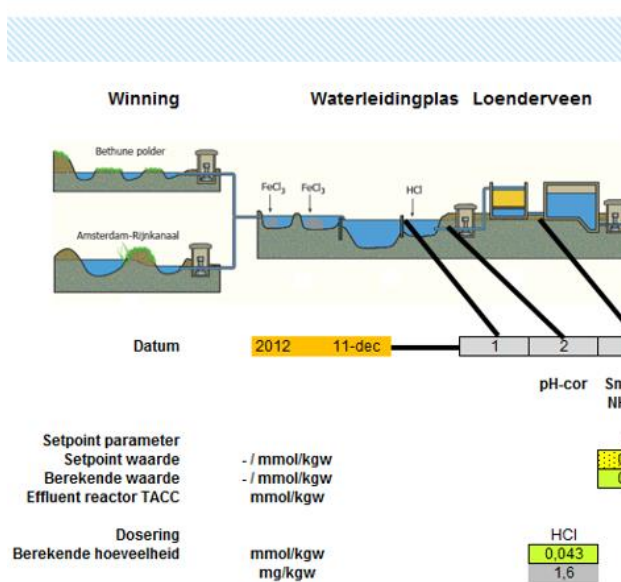 Winning Waterleidingplas Loenderveen
Bethune polder
FeCl3 FeCl3 HCl
Amsterdam-Rijnkanaal
Datum 2012 11-dec 1 2
pH-cor
Setpoint parameter
Setpoint waarde - / mmol/kgw
Berekende waarde - / mmol/kgw
Effluent reactor TACC mmol/kgw
Dosering HCl
Berekende hoeveelheid mmol/kgw 0,043
mg/kgw 1,6